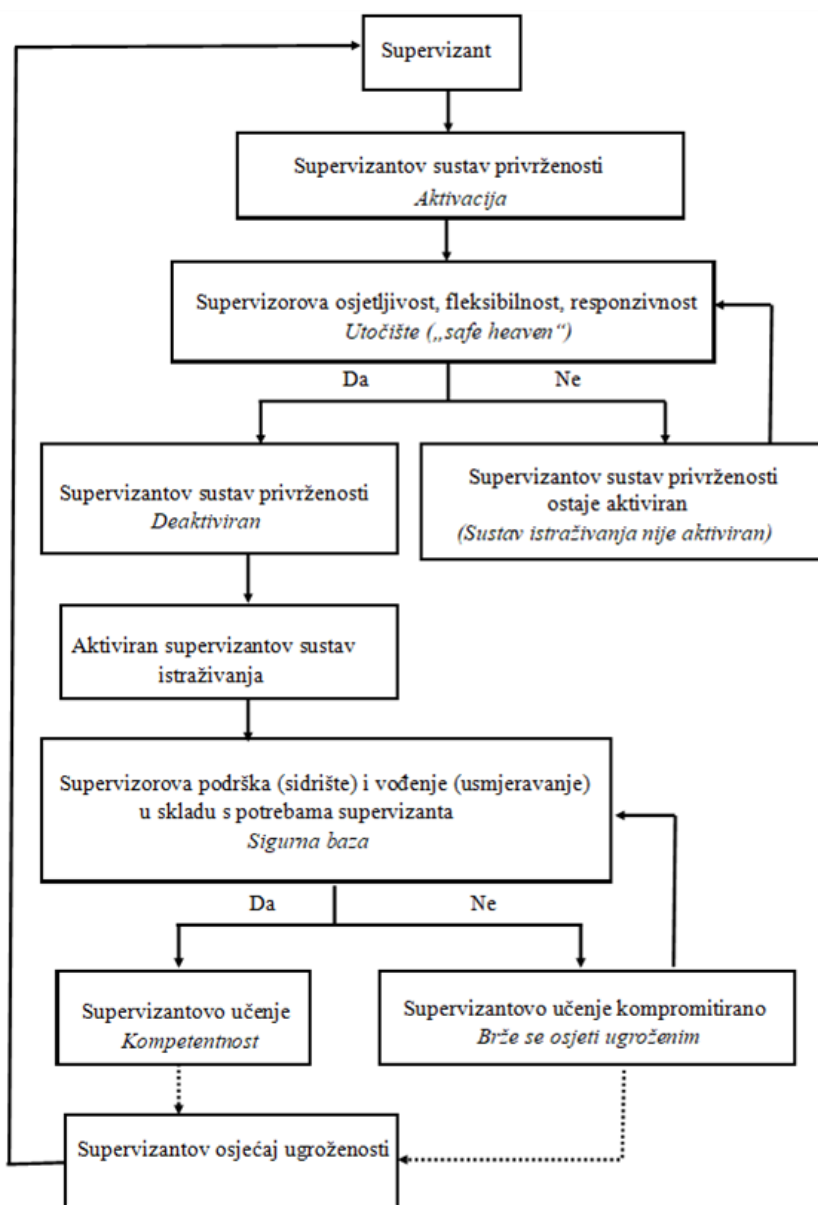 Supervizant
Supervizantov sustav privrženosti
Aktivacija
Supervizorova osjetljivost, fleksibilnost, responzivnost
Utočište („safe heaven“)
Da
Ne
Supervizantov sustav privrženosti
Deaktiviran
Supervizantov sustav privrženosti
ostaje aktiviran
(Sustav istraživanja nije aktiviran)
Aktiviran supervizantov sustav
istraživanja
Supervizorova podrška (sidrište) i vođenje (usmjeravanje)
u skladu s potrebama supervizanta
Sigurna baza
Da
Ne
Supervizantovo učenje
Kompetentnost
Supervizantovo učenje kompromitirano
Brže se osjeti ugroženim
Supervizantov osjećaj ugroženosti